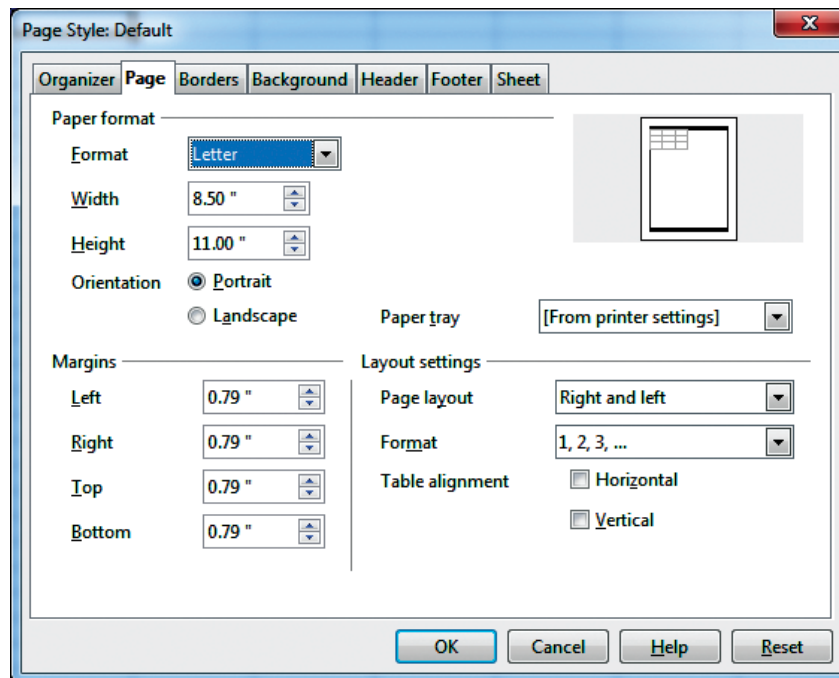 Page Style: Default
Organizer Page Borders Background Header Footer Sheet
Paper format
Format Letter
Width 8.50 "
Height 11.00 "
Orientation Portrait
Landscape
Paper tray [From printer settings]
Margins
Left 0.79 "
Right 0.79 "
Top 0.79 "
Bottom 0.79 "
Layout settings
Page layout Right and left
Format 1, 2, 3, ...
Table alignment Horizontal
Vertical
OK Cancel Help Reset